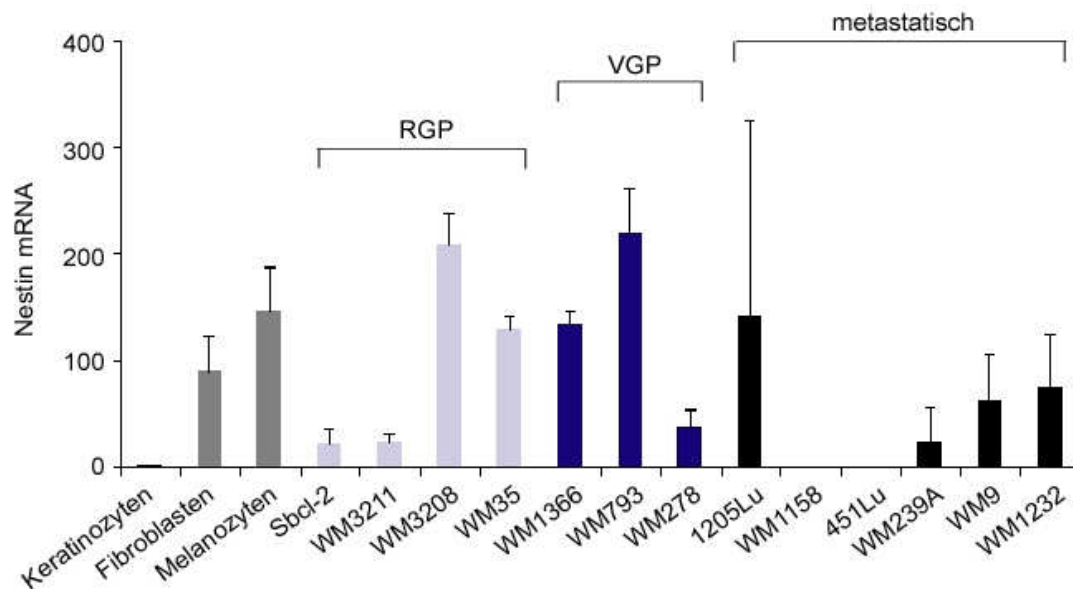 metastatisch
400
VGP
RGP
300
Nestin mRNA
200
100
0
Keratinozyten
Fibroblasten
Melanozyten
Sbcl-2
WM3211
WM3208
WM35
WM1366
WM793
WM278
1205Lu
WM1158
451Lu
WM239A
WM9
WM1232